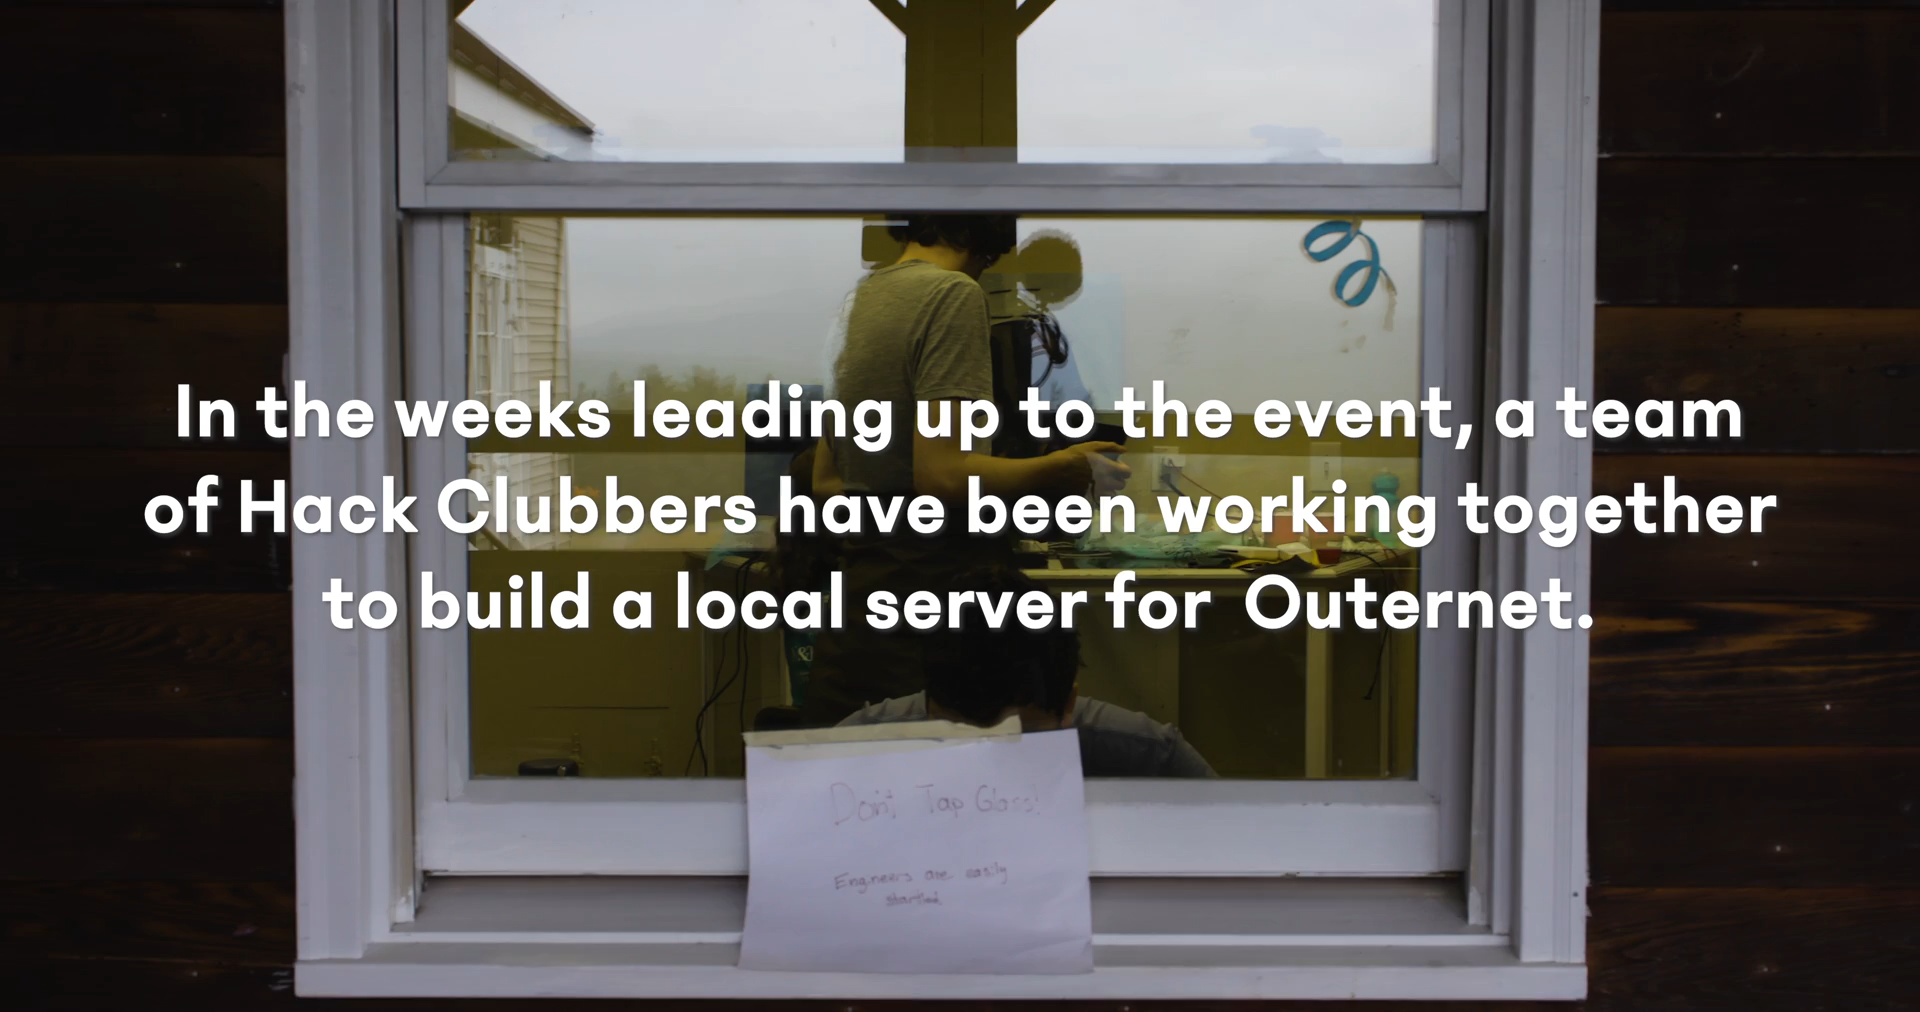 In the weeks leading up to the event, a team
of Hack Clubbers have been working together
to build a local server for  Outernet.
Don't Tap Glass!
Engineers are easily
startled